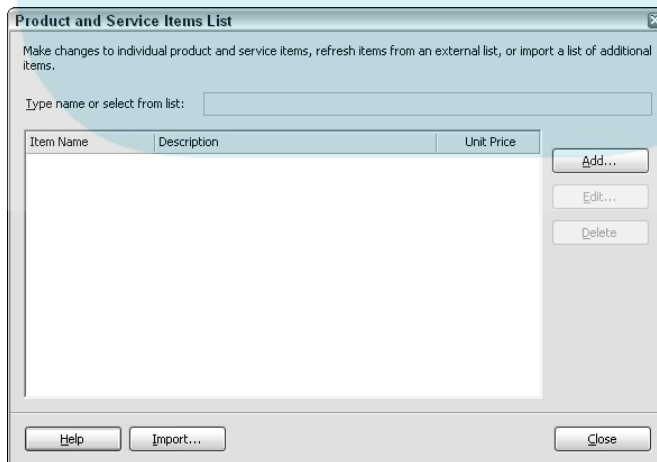 Product and Service Items List
Make changes to individual product and service items, refresh items from an external list, or import a list of additional
items.
Type name or select from list:
Item Name Description Unit Price
Add...
Edit...
Delete
Help Import... Close